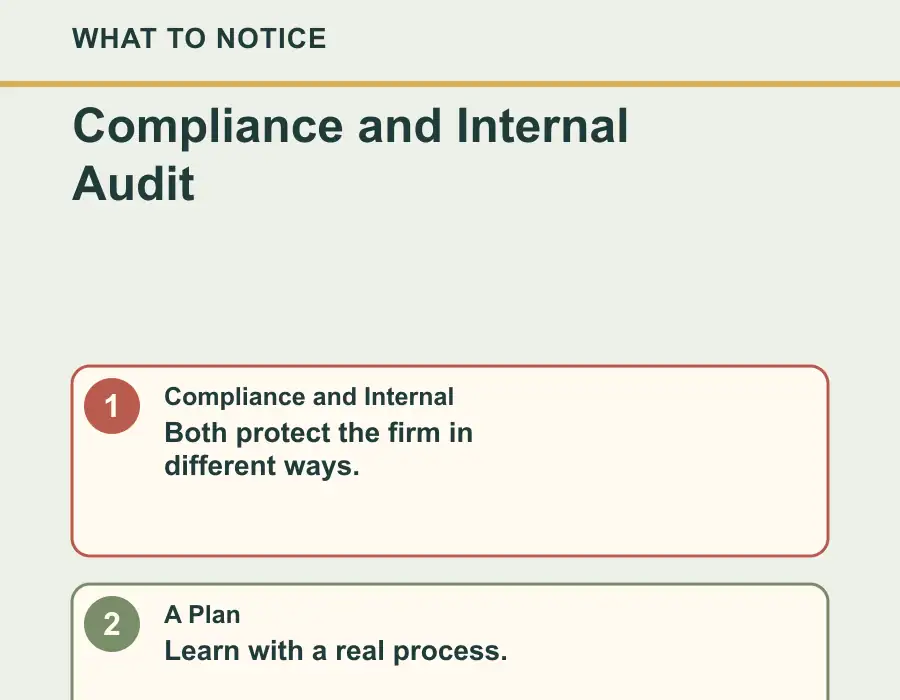 WHAT TO NOTICE
Compliance and Internal
Audit
1
Compliance and Internal
Both protect the firm in
different ways.
2
A Plan
Learn with a real process.